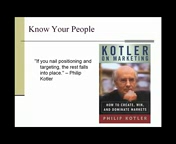 Know Your People
"If you nail positioning and
targeting, the rest falls
into place." – Philip
Kotler
KOTLER
ON MARKETING
HOW TO CREATE, WIN,
AND DOMINATE MARKETS
PHILIP KOTLER